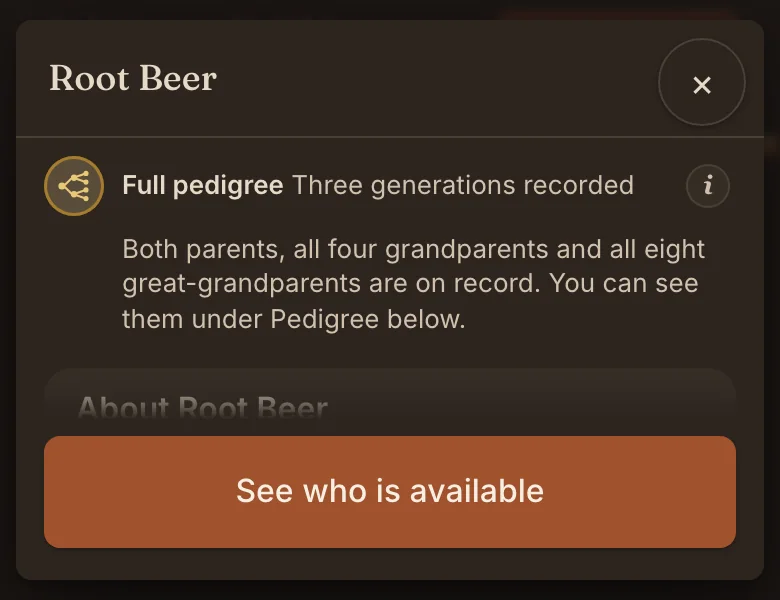 Root Beer
×
Full pedigree Three generations recorded
i
Both parents, all four grandparents and all eight
great-grandparents are on record. You can see
them under Pedigree below.
About Root Beer
See who is available